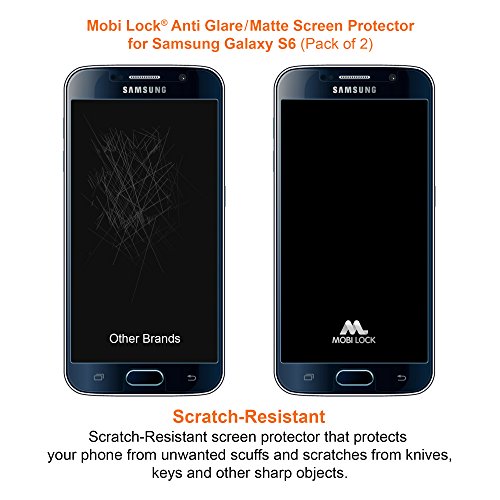 Mobi Lock® Anti Glare/Matte Screen Protector
for Samsung Galaxy S6 (Pack of 2)
SAMSUNG
SAMSUNG
Other Brands
MOBI LOCK
Scratch-Resistant
Scratch-Resistant screen protector that protects
your phone from unwanted scuffs and scratches from knives,
keys and other sharp objects.